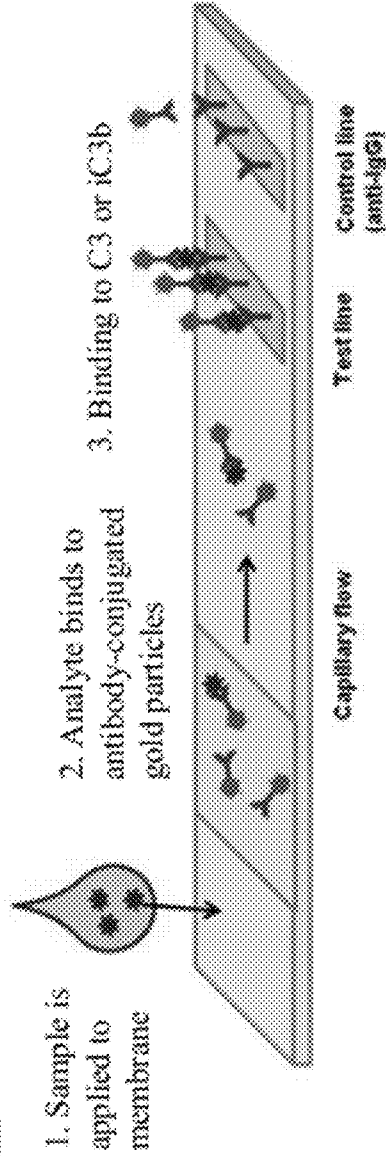 1. Sample is
applied to
membrane
2. Analyte binds to
antibody-conjugated
gold particles
3. Binding to C3 or iC3b
Capillary flow
Test line
Control line
(anti-IgG)